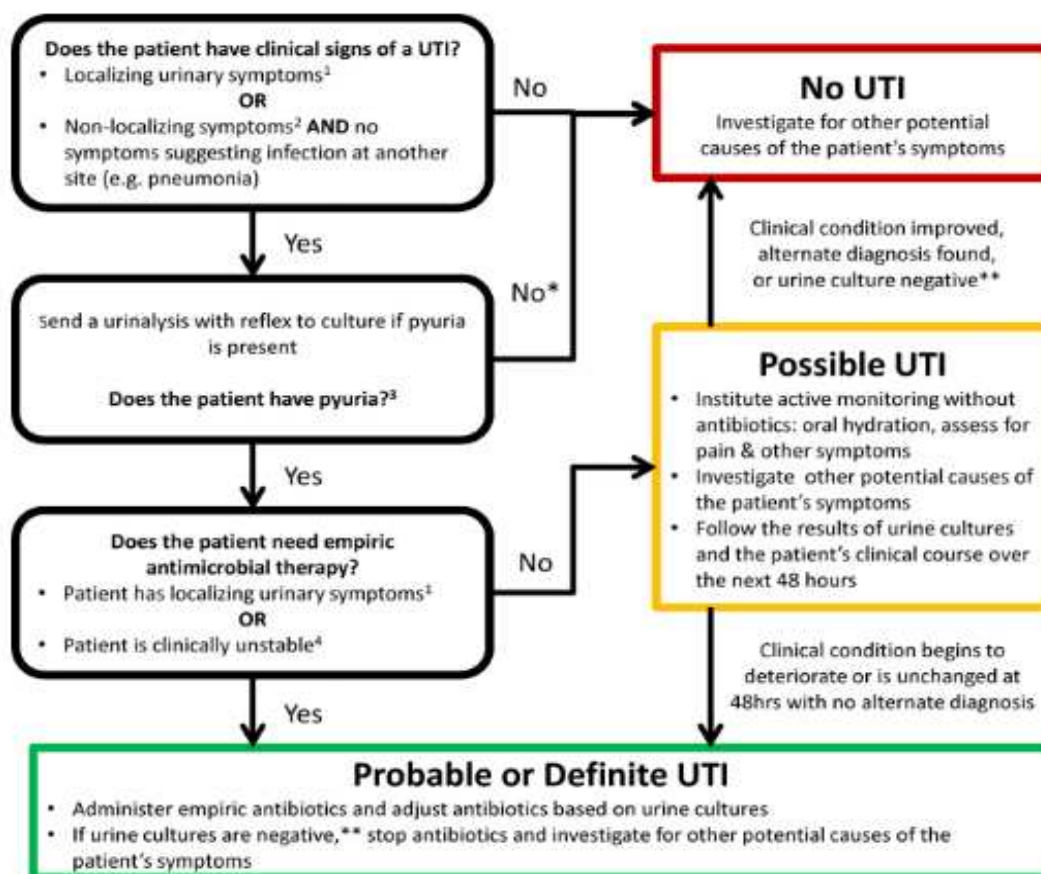 Does the patient have clinical signs of a UTI?
• Localizing urinary symptoms¹
OR
• Non-localizing symptoms² AND no
symptoms suggesting infection at another
site (e.g. pneumonia)
No
No UTI
Investigate for other potential
causes of the patient's symptoms
Yes
Clinical condition improved,
alternate diagnosis found,
or urine culture negative**
No*
Send a urinalysis with reflex to culture if pyuria
is present
Does the patient have pyuria?³
Possible UTI
• Institute active monitoring without
antibiotics: oral hydration, assess for
pain & other symptoms
• Investigate other potential causes of
the patient's symptoms
• Follow the results of urine cultures
and the patient's clinical course over
the next 48 hours
Yes
Does the patient need empiric
antimicrobial therapy?
• Patient has localizing urinary symptoms¹
OR
• Patient is clinically unstable⁴
No
Clinical condition begins to
deteriorate or is unchanged at
48hrs with no alternate diagnosis
Yes
Probable or Definite UTI
• Administer empiric antibiotics and adjust antibiotics based on urine cultures
• If urine cultures are negative,** stop antibiotics and investigate for other potential causes of the
patient's symptoms